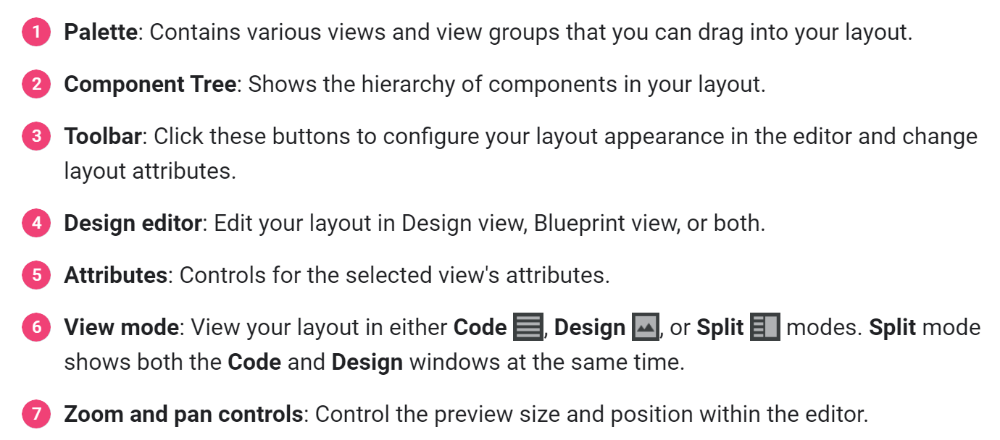 1 Palette: Contains various views and view groups that you can drag into your layout.
2 Component Tree: Shows the hierarchy of components in your layout.
3 Toolbar: Click these buttons to configure your layout appearance in the editor and change
layout attributes.
4 Design editor: Edit your layout in Design view, Blueprint view, or both.
5 Attributes: Controls for the selected view's attributes.
6 View mode: View your layout in either Code , Design , or Split modes. Split mode
shows both the Code and Design windows at the same time.
7 Zoom and pan controls: Control the preview size and position within the editor.